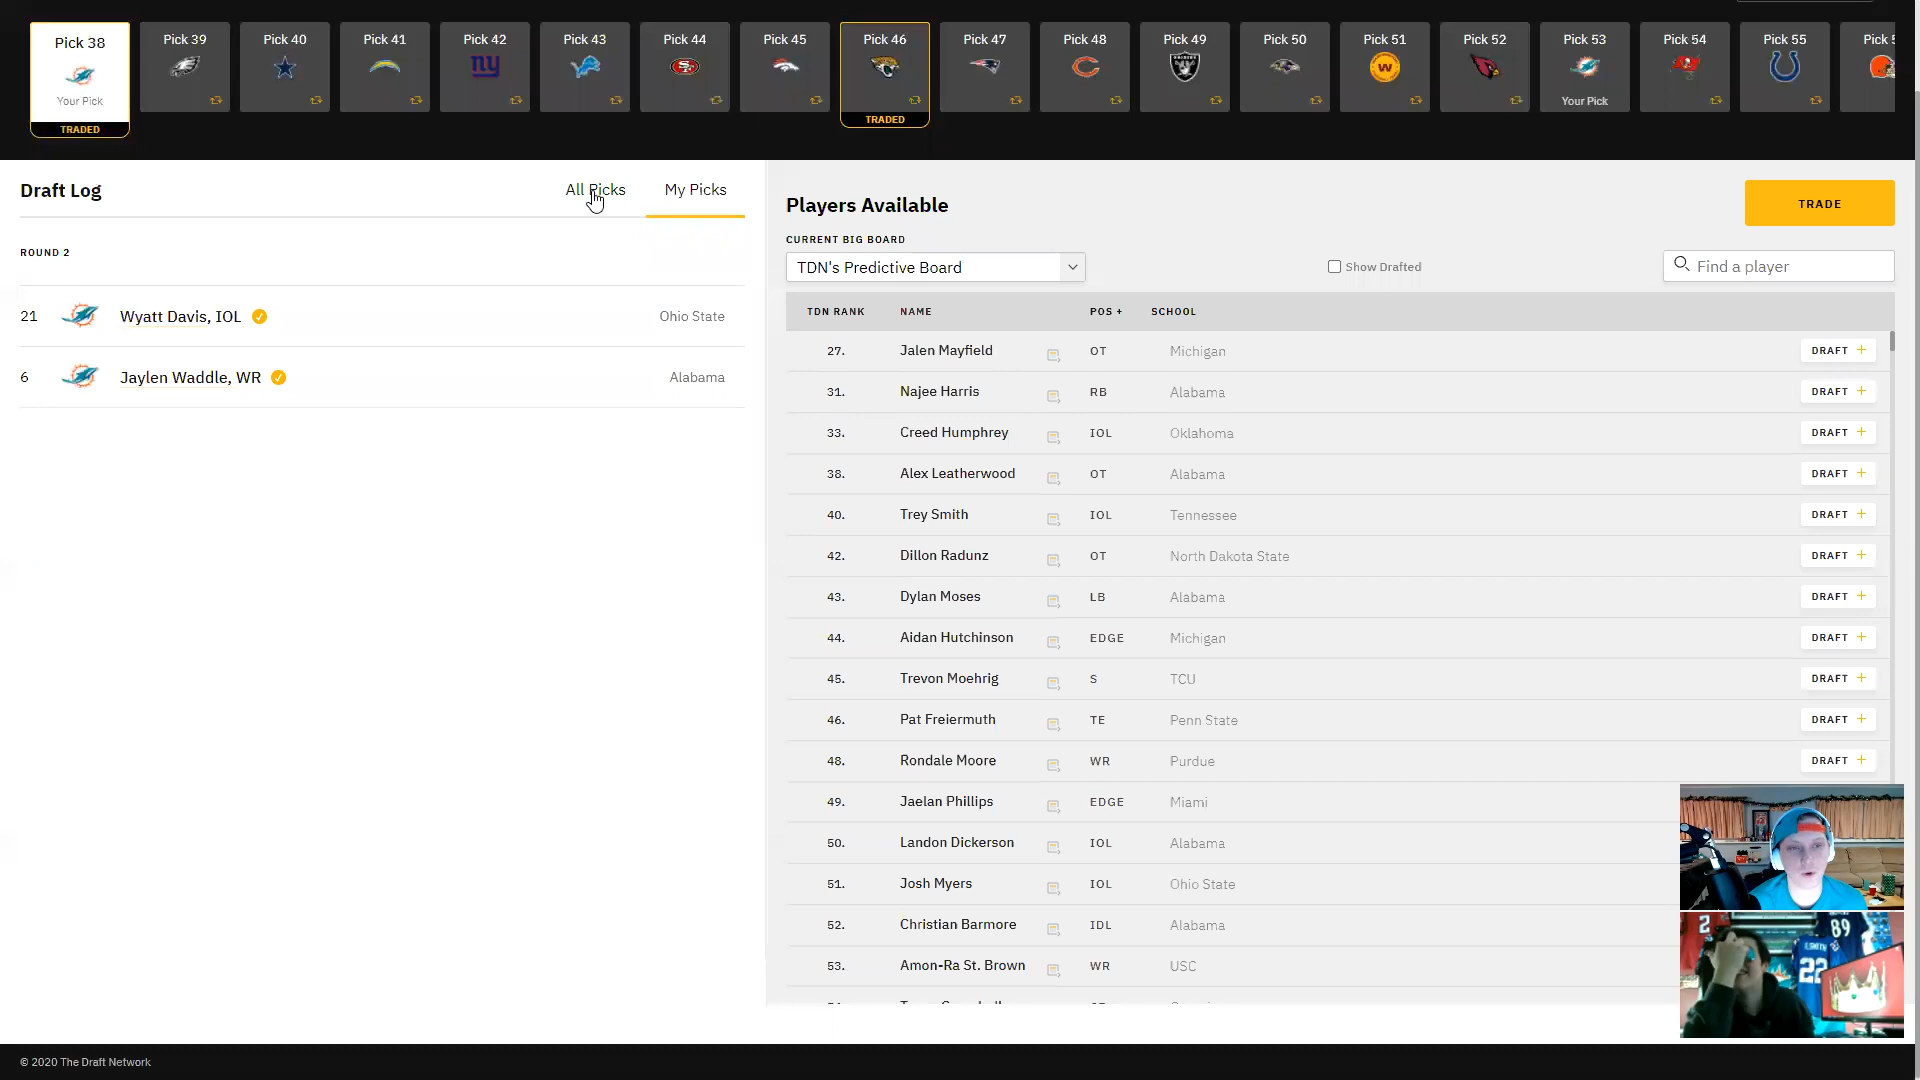 Pick 38
Your Pick
TRADED
Pick 39
Pick 40
Pick 41
Pick 42
Pick 43
Pick 44
Pick 45
Pick 46
TRADED
Pick 47
Pick 48
Pick 49
Pick 50
Pick 51
Pick 52
Pick 53
Your Pick
Pick 54
Pick 55
Pick
Draft Log
All Picks
My Picks
ROUND 2
21 Wyatt Davis, IOL Ohio State
6 Jaylen Waddle, WR Alabama
Players Available
TRADE
CURRENT BIG BOARD
TDN's Predictive Board
Show Drafted
Find a player
TDN RANK NAME POS + SCHOOL
27. Jalen Mayfield OT Michigan DRAFT +
31. Najee Harris RB Alabama DRAFT +
33. Creed Humphrey IOL Oklahoma DRAFT +
38. Alex Leatherwood OT Alabama DRAFT +
40. Trey Smith IOL Tennessee DRAFT +
42. Dillon Radunz OT North Dakota State DRAFT +
43. Dylan Moses LB Alabama DRAFT +
44. Aidan Hutchinson EDGE Michigan DRAFT +
45. Trevon Moehrig S TCU DRAFT +
46. Pat Freiermuth TE Penn State DRAFT +
48. Rondale Moore WR Purdue DRAFT +
49. Jaelan Phillips EDGE Miami
50. Landon Dickerson IOL Alabama
51. Josh Myers IOL Ohio State
52. Christian Barmore IDL Alabama
53. Amon-Ra St. Brown WR USC
2
89
22
© 2020 The Draft Network